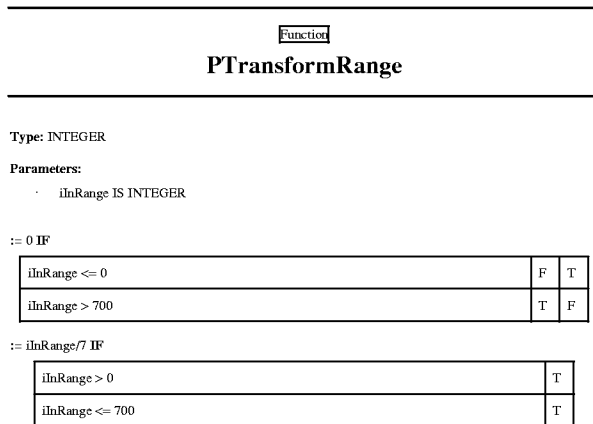 Function
PTransformRange
Type: INTEGER
Parameters:
· iInRange IS INTEGER
:= 0 IF
iInRange <= 0 F T
iInRange > 700 T F
:= iInRange/7 IF
iInRange > 0 T
iInRange <= 700 T